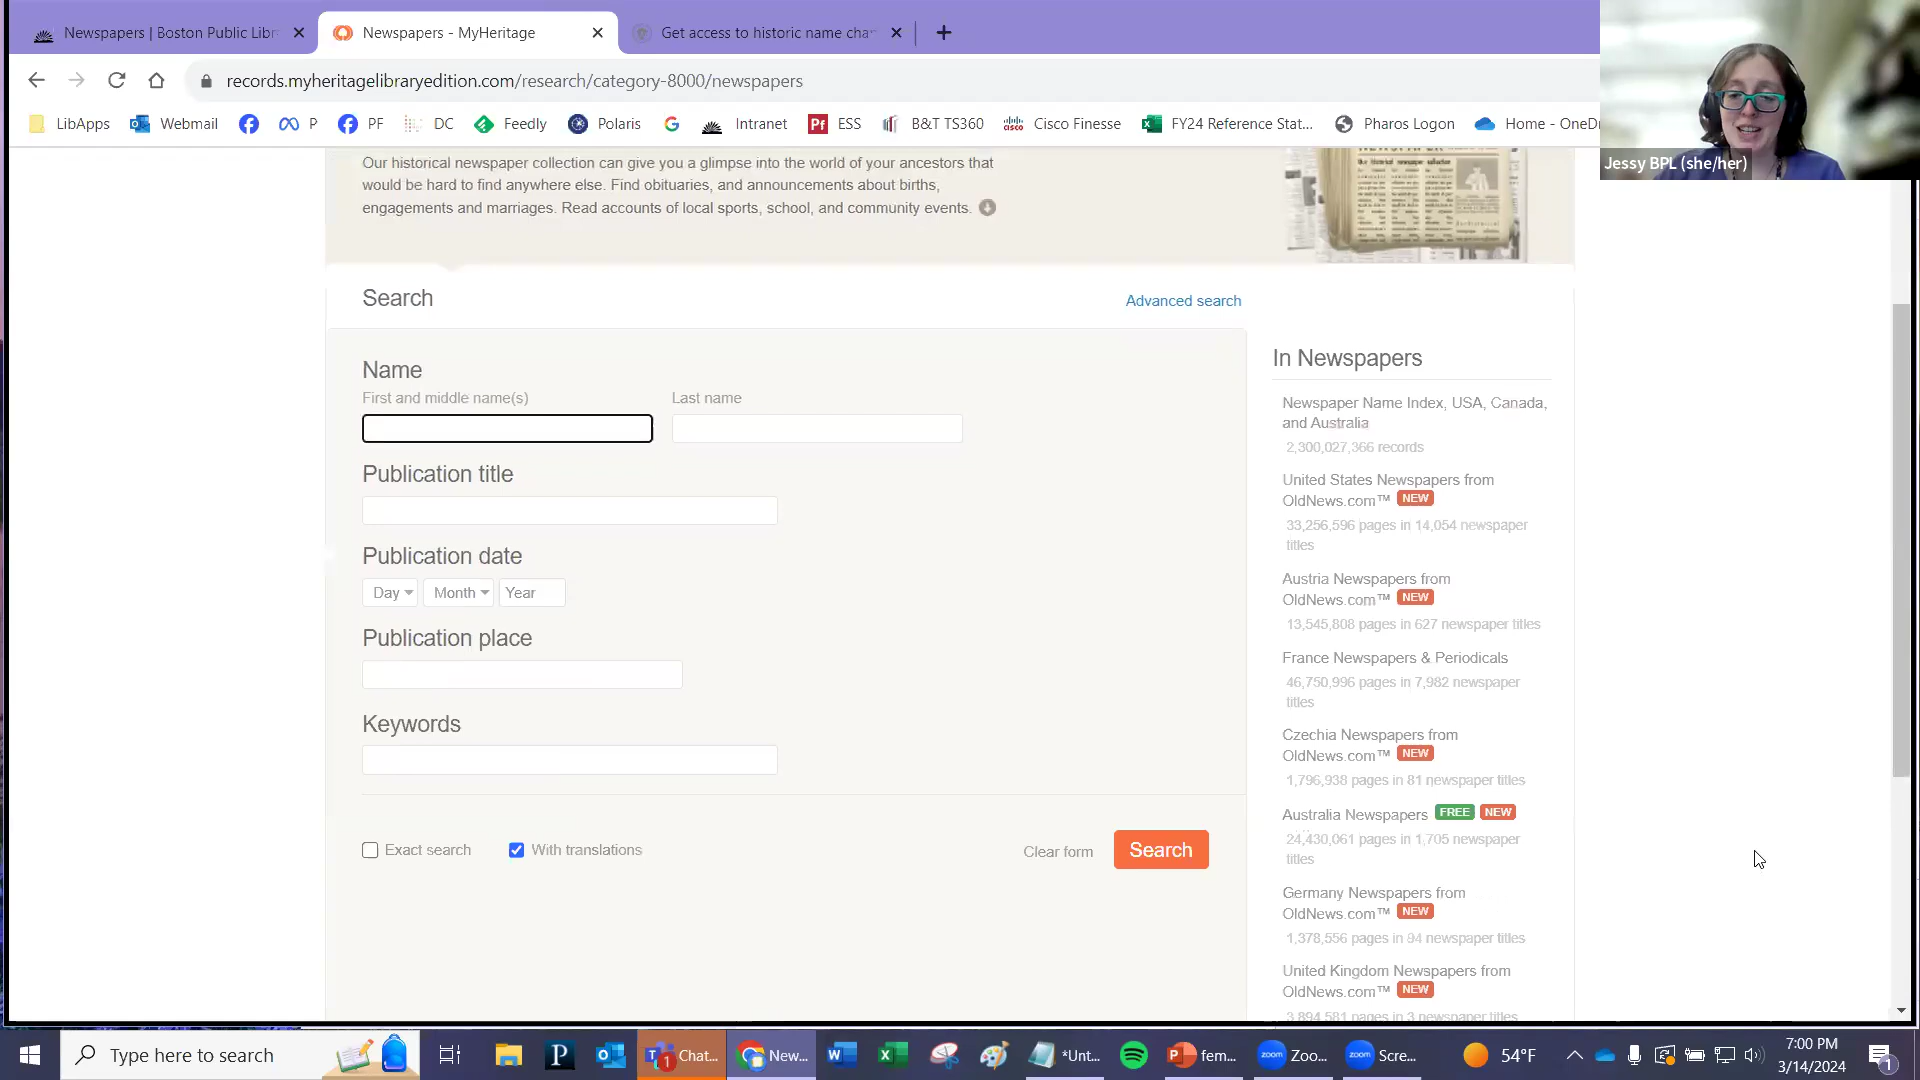 Newspapers | Boston Public Libr
Newspapers - MyHeritage
Get access to historic name cha
records.myheritagelibraryedition.com/research/category-8000/newspapers
LibApps
Webmail
P
PF
DC
Feedly
Polaris
Intranet
ESS
B&T TS360
Cisco Finesse
FY24 Reference Stat...
Pharos Logon
Home - OneDr
Jessy BPL (she/her)
Our historical newspaper collection can give you a glimpse into the world of your ancestors that
would be hard to find anywhere else. Find obituaries, and announcements about births,
engagements and marriages. Read accounts of local sports, school, and community events.
Search
Advanced search
Name
First and middle name(s)
Last name
Publication title
Publication date
Day
Month
Year
Publication place
Keywords
Exact search
With translations
Clear form
Search
In Newspapers
Newspaper Name Index, USA, Canada,
and Australia
2,300,027,366 records
United States Newspapers from
OldNews.com™ NEW
33,256,596 pages in 14,054 newspaper
titles
Austria Newspapers from
OldNews.com™ NEW
13,545,808 pages in 627 newspaper titles
France Newspapers & Periodicals
46,750,996 pages in 7,982 newspaper
titles
Czechia Newspapers from
OldNews.com™ NEW
1,796,938 pages in 81 newspaper titles
Australia Newspapers FREE NEW
24,430,061 pages in 1,705 newspaper
titles
Germany Newspapers from
OldNews.com™ NEW
1,378,556 pages in 94 newspaper titles
United Kingdom Newspapers from
OldNews.com™ NEW
3,894,581 pages in 3 newspaper titles
Type here to search
Chat...
New...
*Unt...
fem...
Zoo...
Scre...
54°F
7:00 PM
3/14/2024